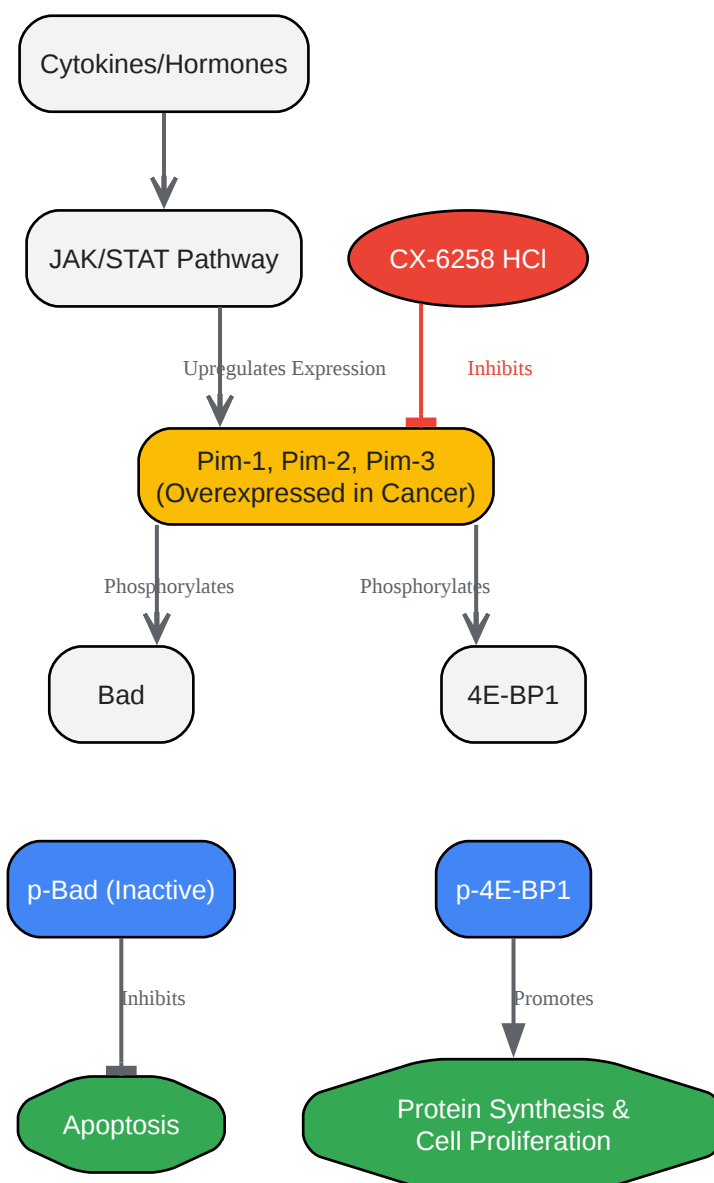 Cytokines/Hormones
JAK/STAT Pathway
CX-6258 HCl
Upregulates Expression
Inhibits
Pim-1, Pim-2, Pim-3
(Overexpressed in Cancer)
Phosphorylates
Phosphorylates
Bad
4E-BP1
p-Bad (Inactive)
p-4E-BP1
Inhibits
Promotes
Apoptosis
Protein Synthesis &
Cell Proliferation